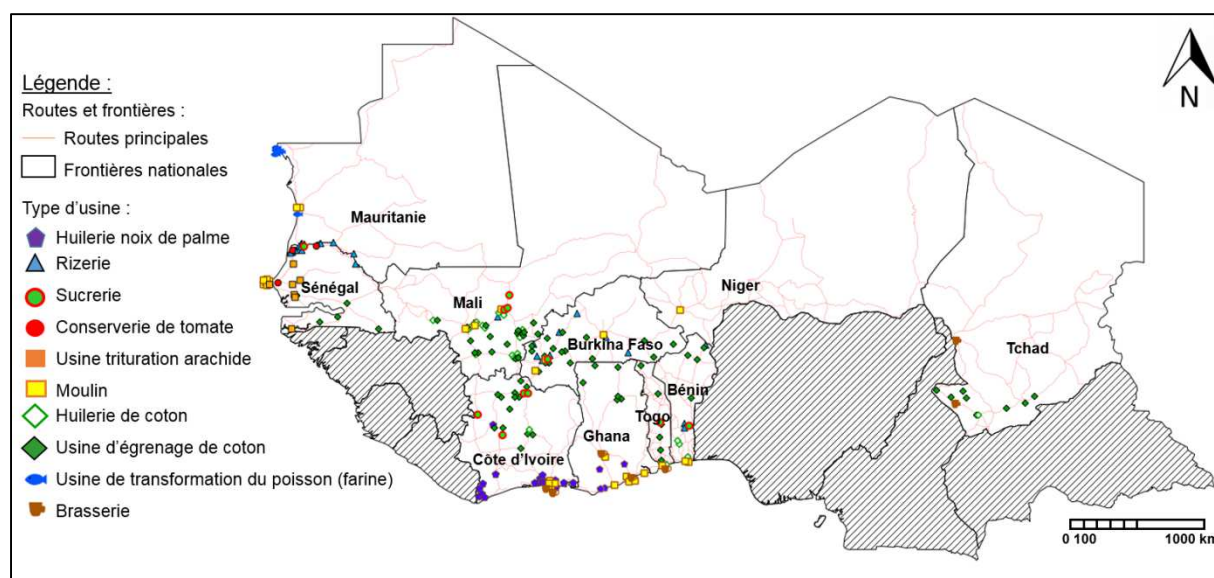 Légende :
Routes et frontières :
Routes principales
Frontières nationales
Type d'usine :
Huilerie noix de palme
Rizerie
Sucrerie
Conserverie de tomate
Usine trituration arachide
Moulin
Huilerie de coton
Usine d'égrenage de coton
Usine de transformation du poisson (farine)
Brasserie
N
Mauritanie
Sénégal
Mali
Niger
Burkina Faso
Tchad
Bénin
Togo
Ghana
Côte d'Ivoire
0 100 1000 km